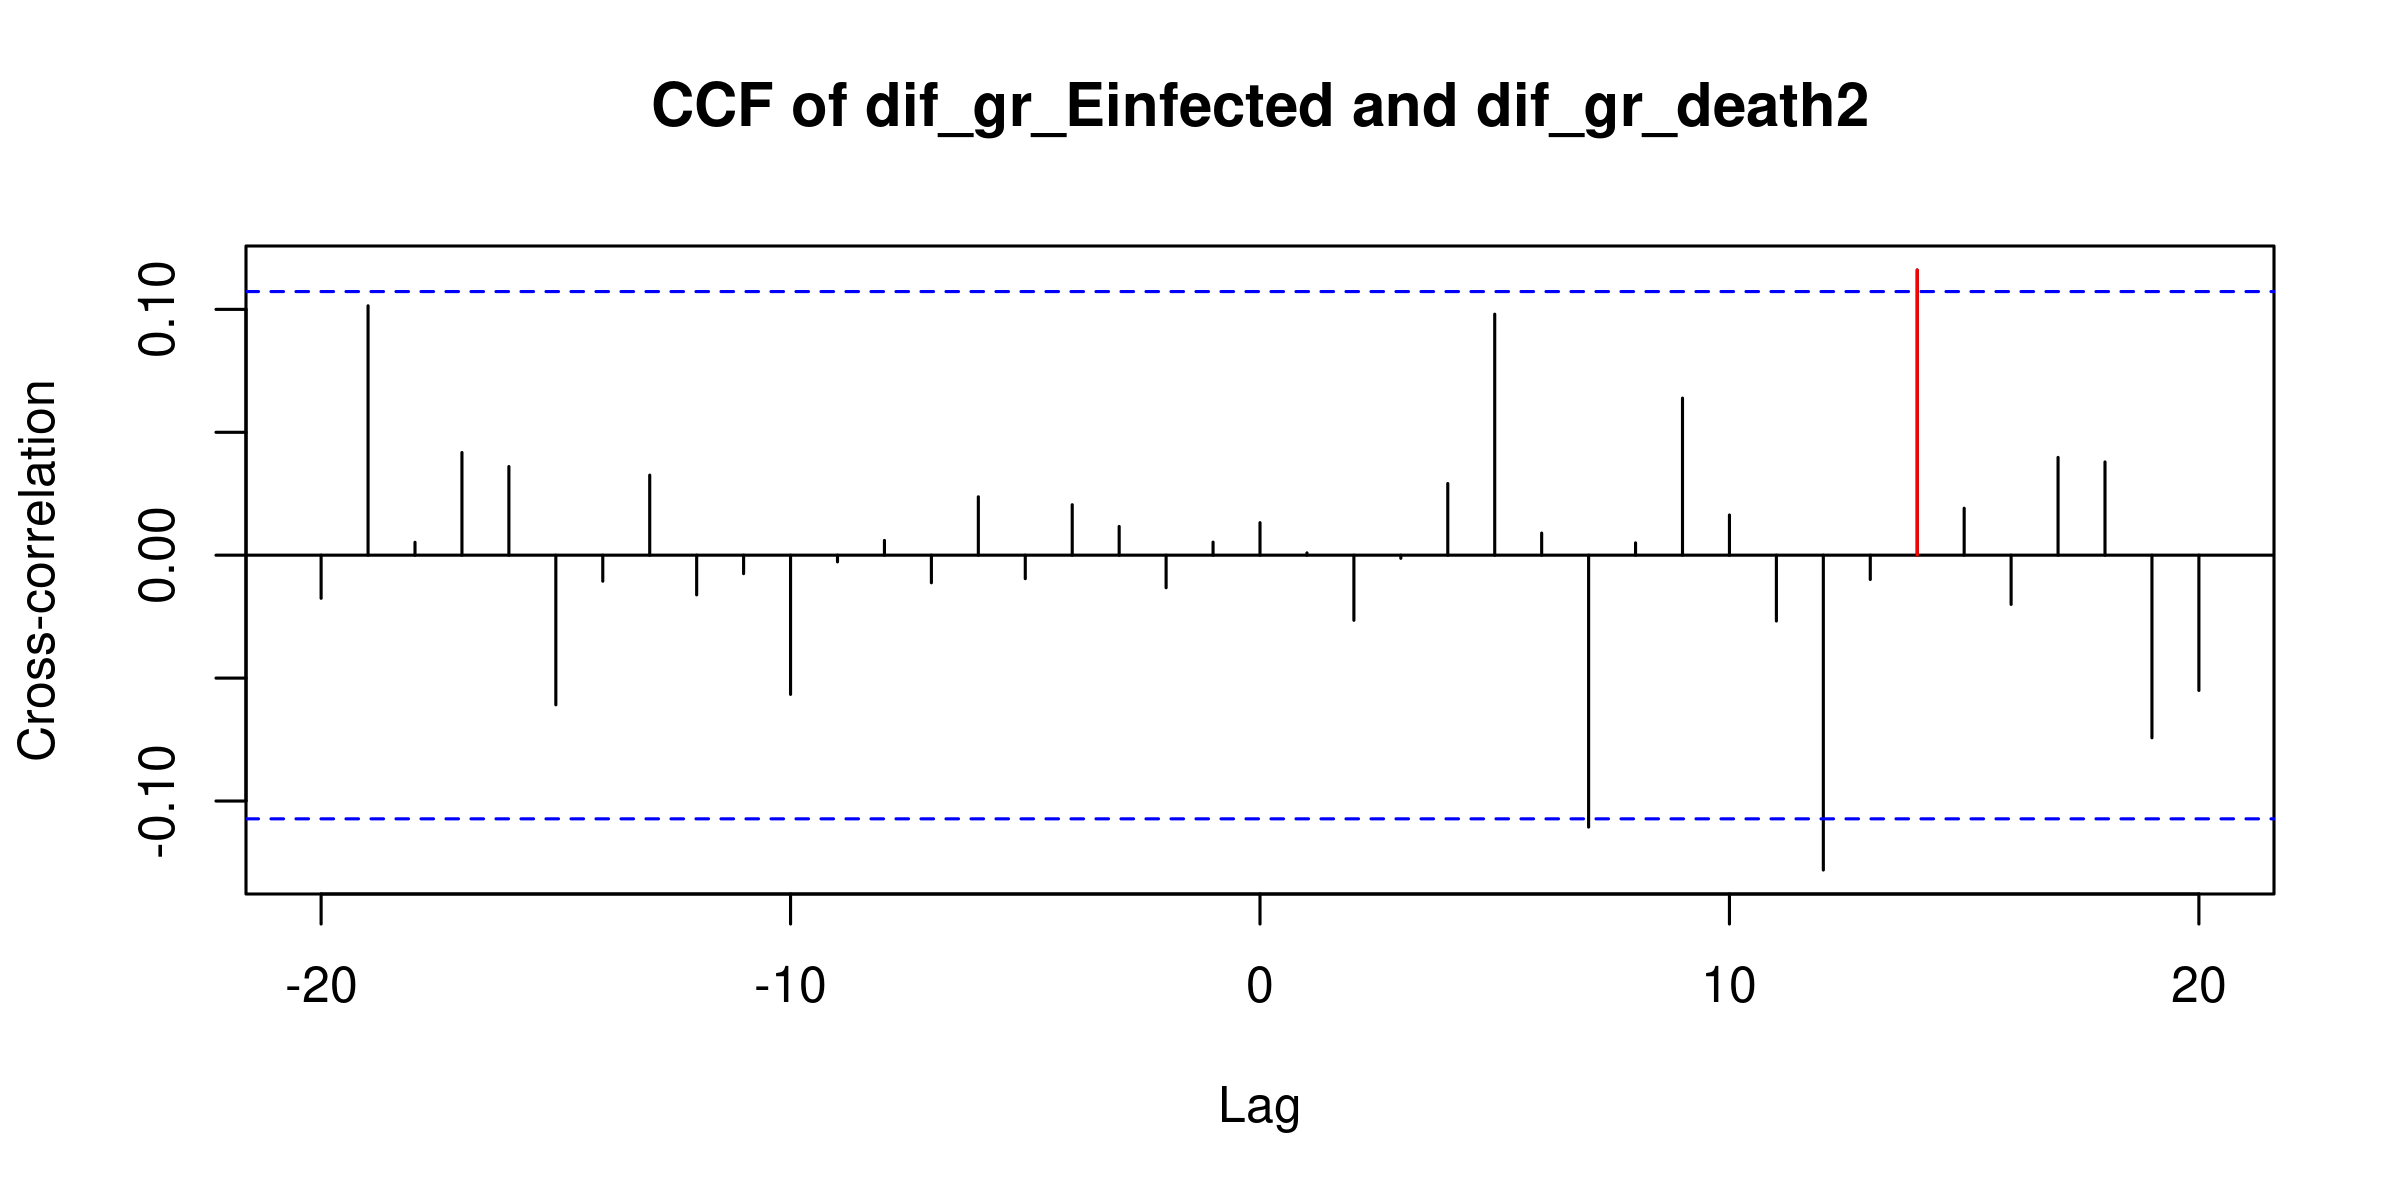 CCF of dif_gr_Einfected and dif_gr_death2
Cross-correlation
0.10
0.00
-0.10
-20 -10 0 10 20
Lag